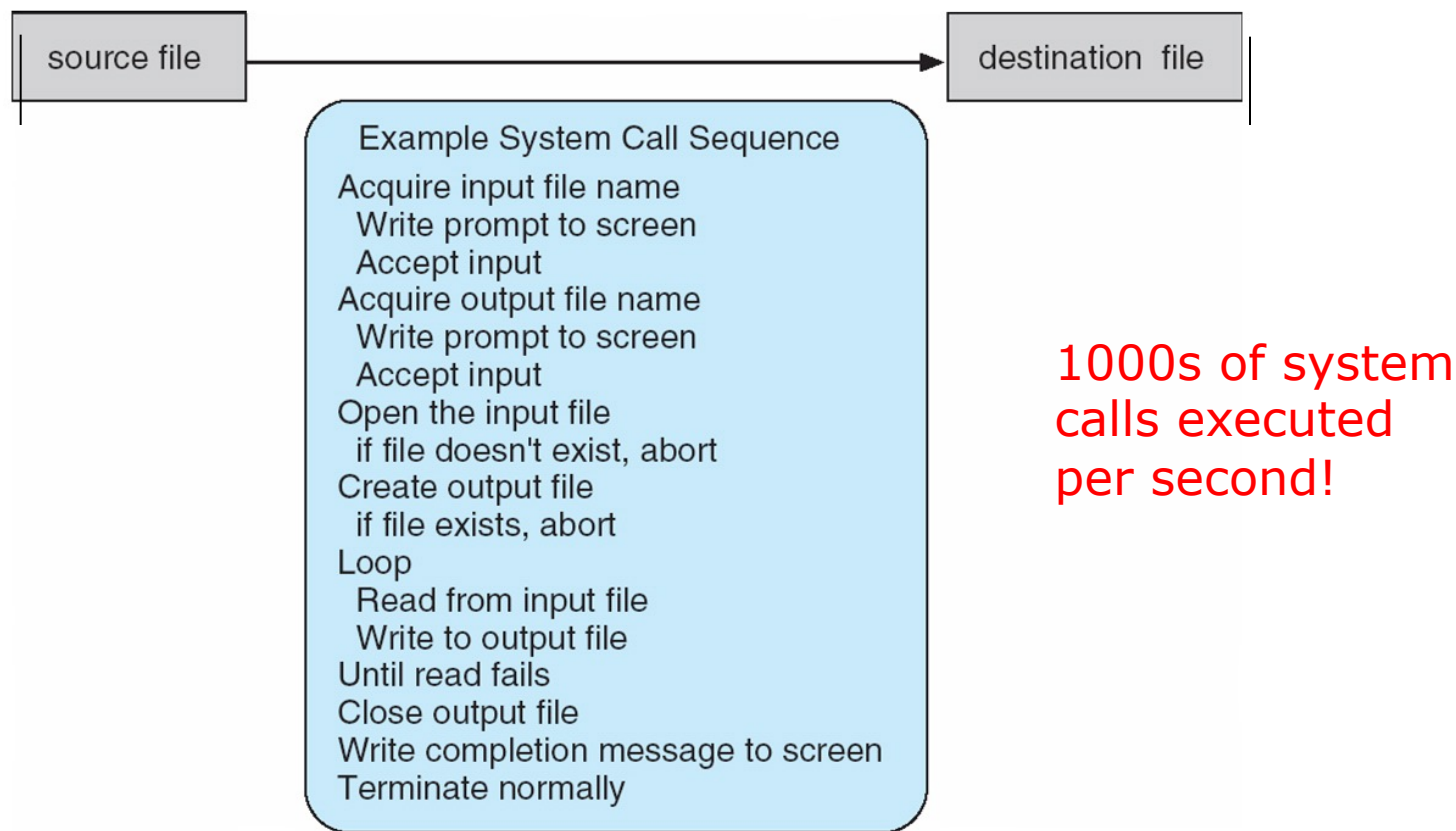 source file
destination file
Example System Call Sequence
Acquire input file name
Write prompt to screen
Accept input
Acquire output file name
Write prompt to screen
Accept input
Open the input file
if file doesn't exist, abort
Create output file
if file exists, abort
Loop
Read from input file
Write to output file
Until read fails
Close output file
Write completion message to screen
Terminate normally
1000s of system
calls executed
per second!